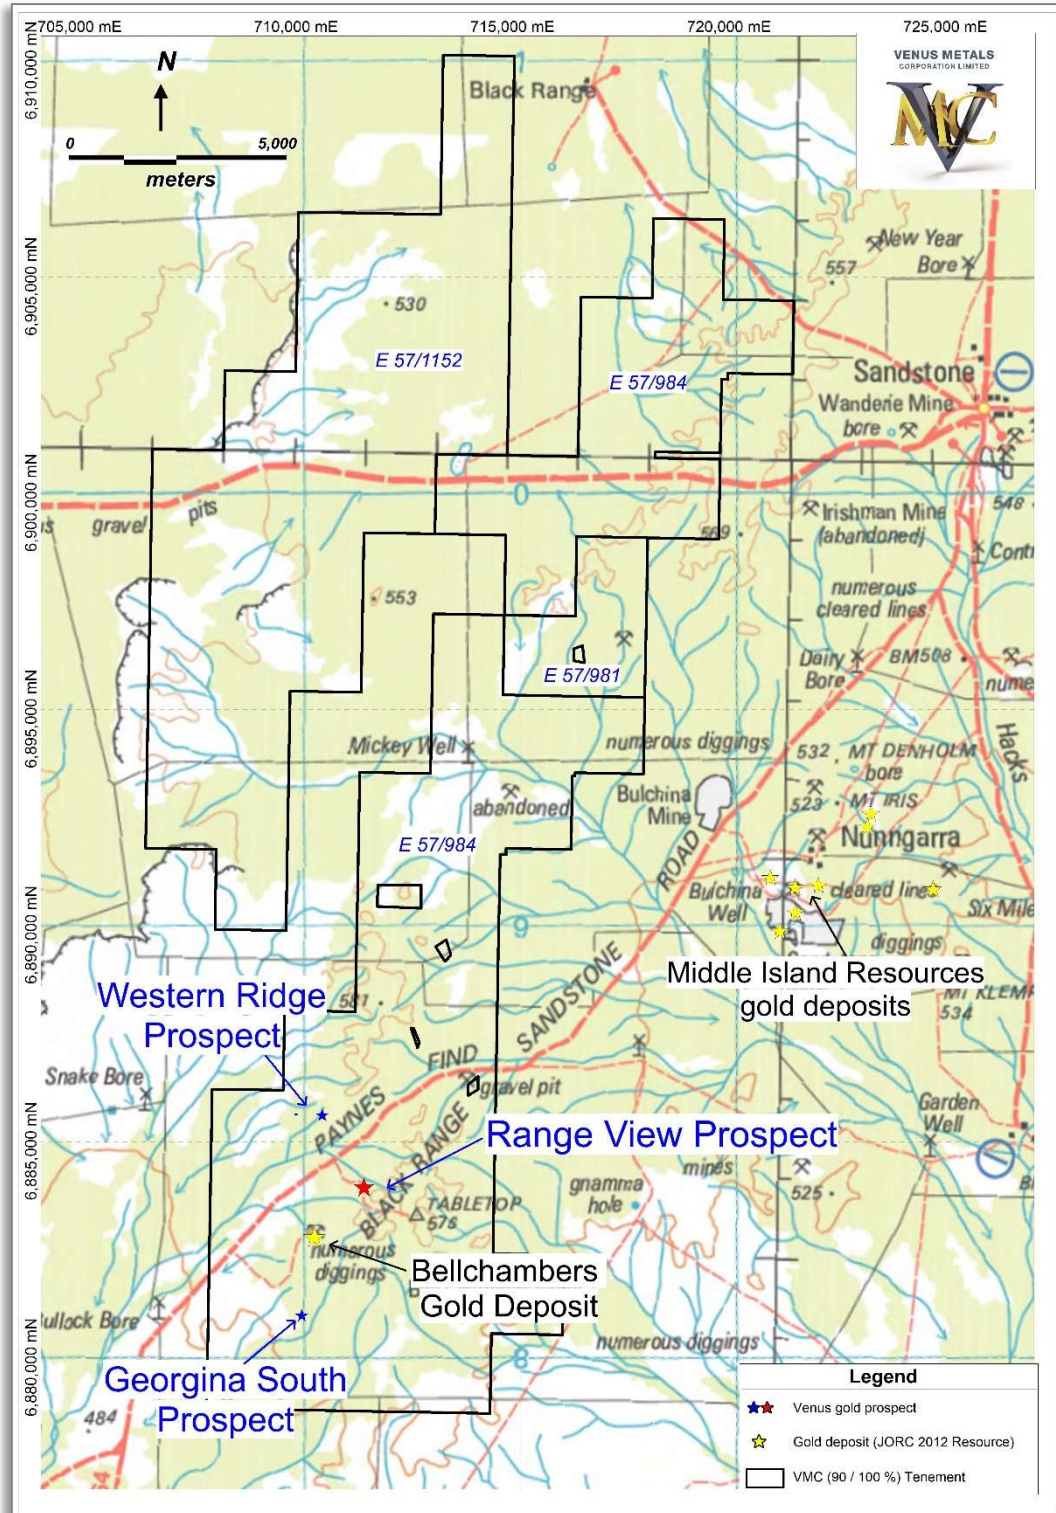 705,000 mE
710,000 mE
715,000 mE
720,000 mE
725,000 mE
6,910,000 mN
6,905,000 mN
6,900,000 mN
6,895,000 mN
6,890,000 mN
6,885,000 mN
6,880,000 mN
N
0 5,000
meters
VENUS METALS
CORPORATION LIMITED
VMC
Black Range
1
New Year
Bore
557
530
E 57/1152
E 57/984
Sandstone
Wanderie Mine
bore
0
gravel pits
569
548
Irishman Mine
(abandoned)
numerous
cleared lines
553
E 57/981
Dairy
Bore
BM508
Hacks
Mickey Well
numerous diggings
532
MT DENHOLM
bore
abandoned
Bulchina
Mine
523
MT IRIS
Nunngarra
E 57/984
ROAD
Bulchina
Well
cleared line
Six Mile
9
diggings
Middle Island Resources
gold deposits
534
Western Ridge
Prospect
581
SANDSTONE
FIND
PAYNES
Snake Bore
gravel pit
Garden
Well
Range View Prospect
BLACK RANGE
mines
525
gnamma
hole
TABLETOP
576
numerous
diggings
Bellchambers
Gold Deposit
numerous diggings
8
Georgina South
Prospect
484
Legend
Venus gold prospect
Gold deposit (JORC 2012 Resource)
VMC (90 / 100 %) Tenement